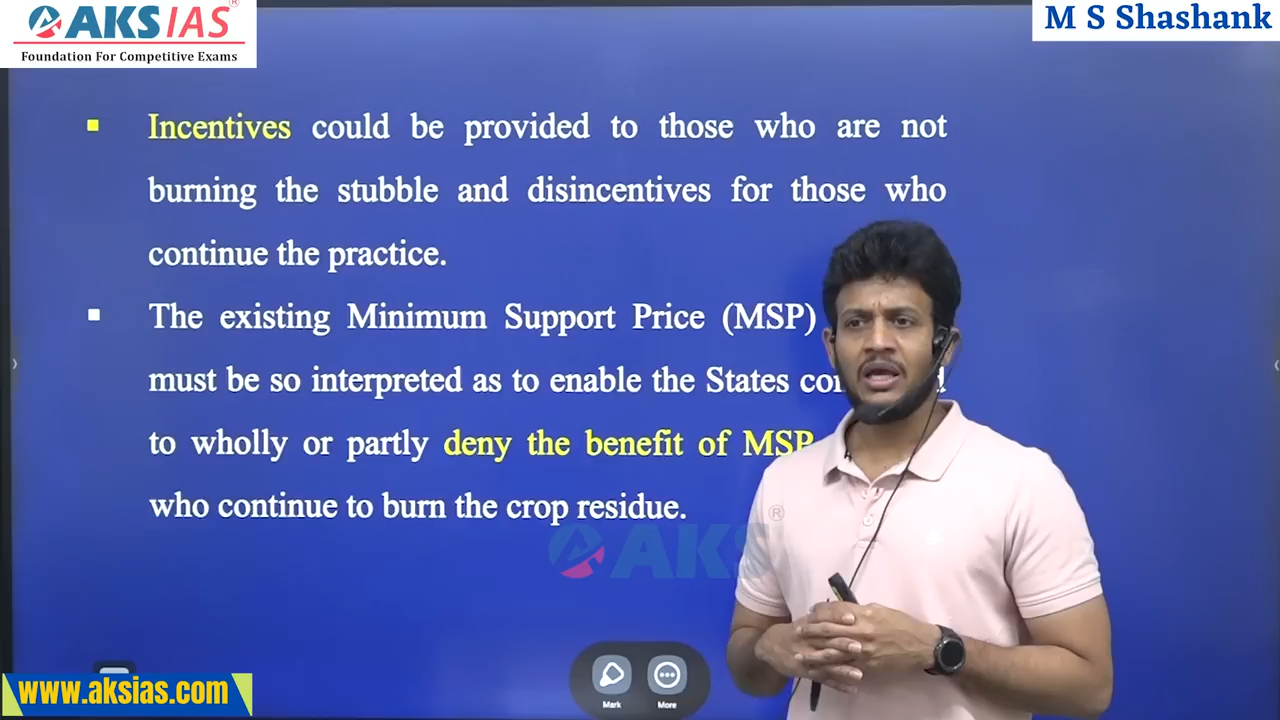 AKS IAS ®
Foundation For Competitive Exams
M S Shashank
Incentives could be provided to those who are not
burning the stubble and disincentives for those who
continue the practice.
The existing Minimum Support Price (MSP)
must be so interpreted as to enable the States
to wholly or partly deny the benefit of MSP
who continue to burn the crop residue.
AKS ®
Mark More
www.aksias.com